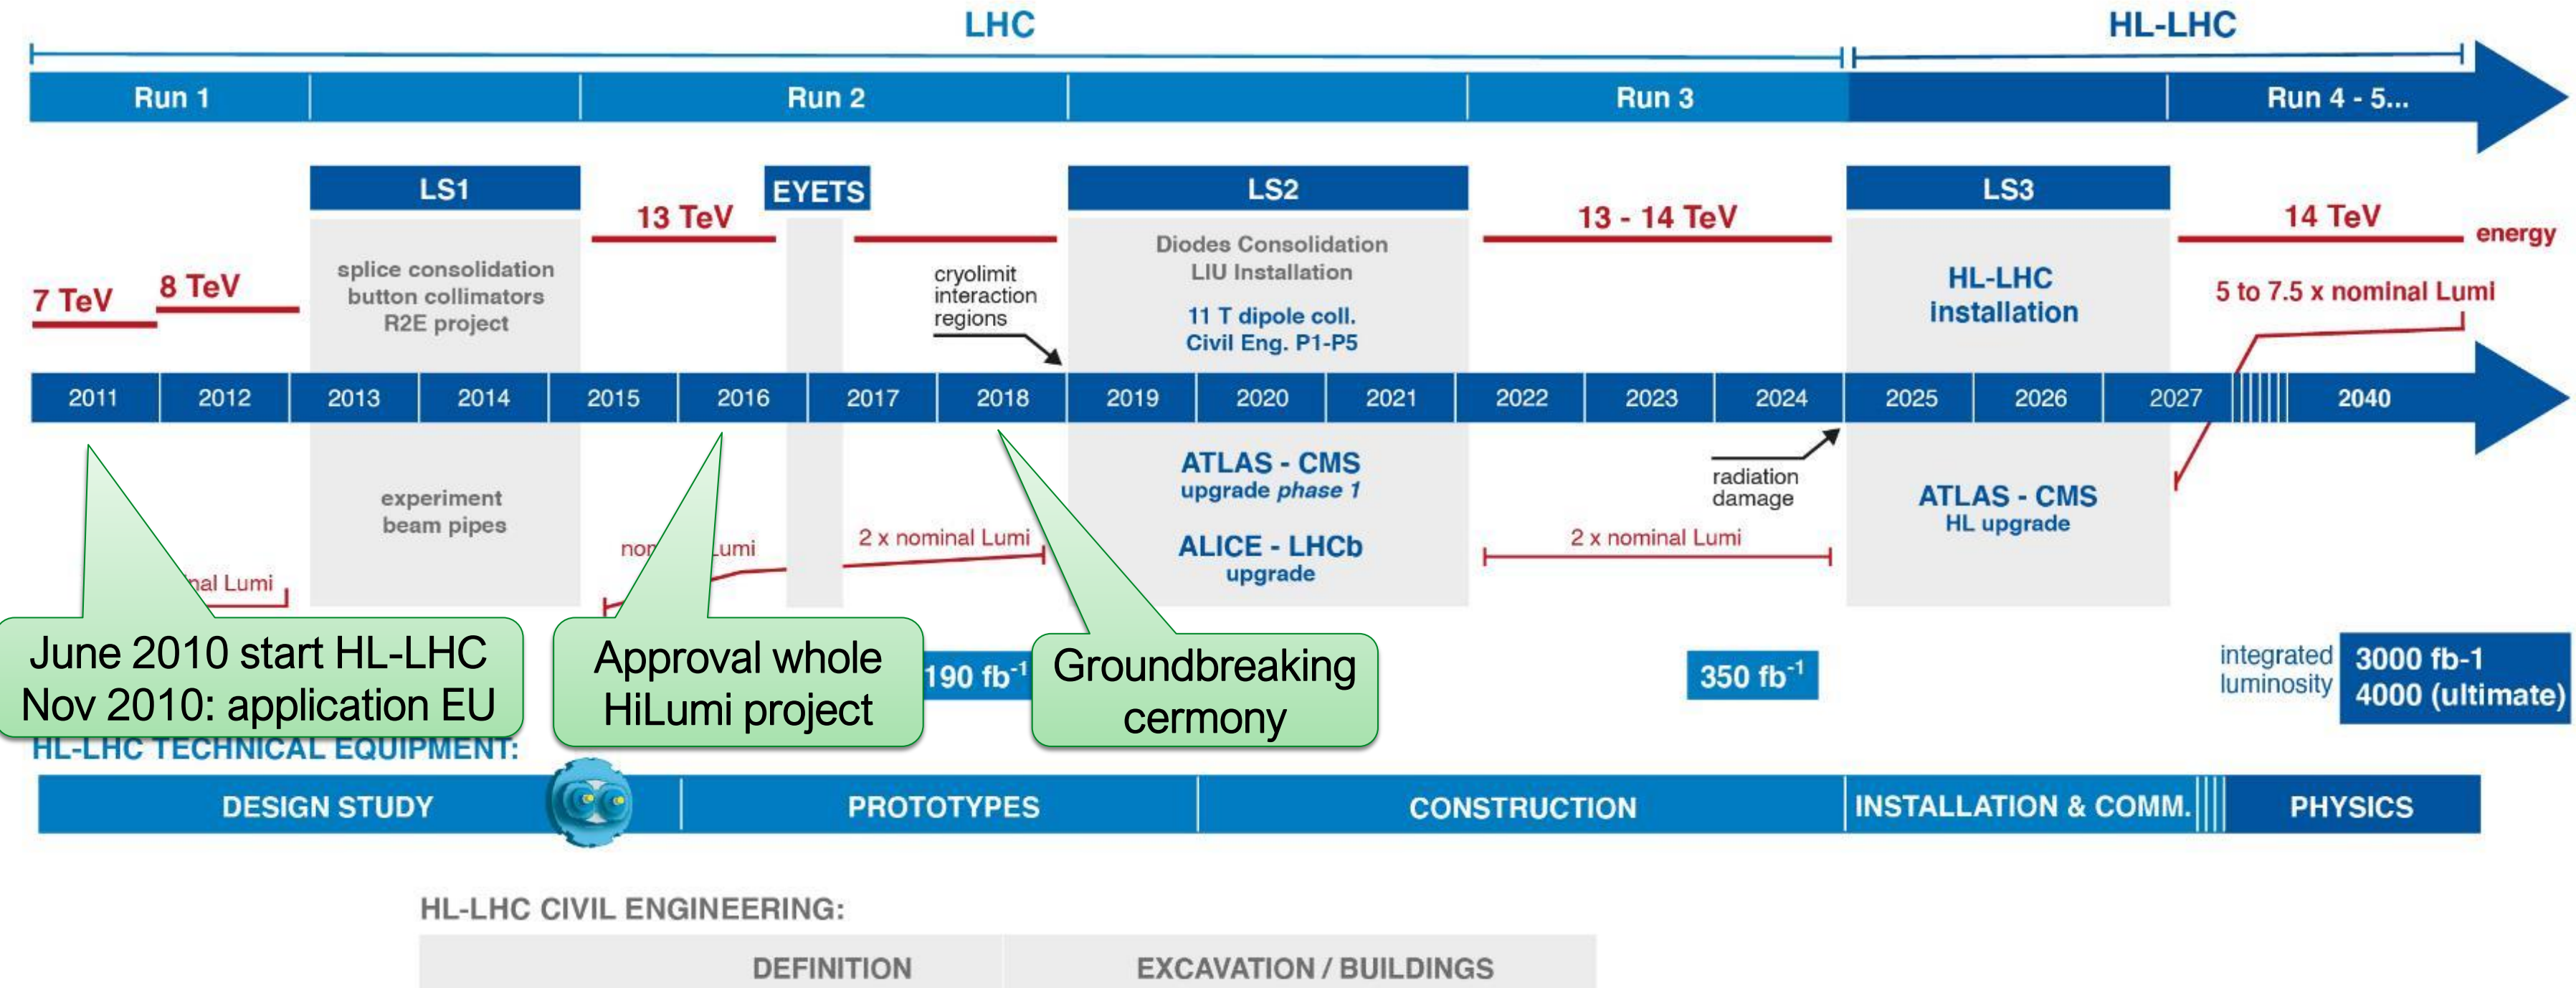 LHC
HL-LHC
Run 1
Run 2
Run 3
Run 4 - 5...
LS1
EYETS
LS2
LS3
13 TeV
13 - 14 TeV
14 TeV
energy
splice consolidation
button collimators
R2E project
7 TeV
8 TeV
cryolimit
interaction
regions
Diodes Consolidation
LIU Installation
11 T dipole coll.
Civil Eng. P1-P5
HL-LHC
installation
5 to 7.5 x nominal Lumi
2011
2012
2013
2014
2015
2016
2017
2018
2019
2020
2021
2022
2023
2024
2025
2026
2027
2040
experiment
beam pipes
Lumi
2 x nominal Lumi
ATLAS - CMS
upgrade phase 1
ALICE - LHCb
upgrade
radiation
damage
2 x nominal Lumi
ATLAS - CMS
HL upgrade
Lumi
June 2010 start HL-LHC
Nov 2010: application EU
Approval whole
HiLumi project
190 fb-1
Groundbreaking
cermony
350 fb-1
integrated
luminosity
3000 fb-1
4000 (ultimate)
HL-LHC TECHNICAL EQUIPMENT:
DESIGN STUDY
PROTOTYPES
CONSTRUCTION
INSTALLATION & COMM.
PHYSICS
HL-LHC CIVIL ENGINEERING:
DEFINITION
EXCAVATION / BUILDINGS